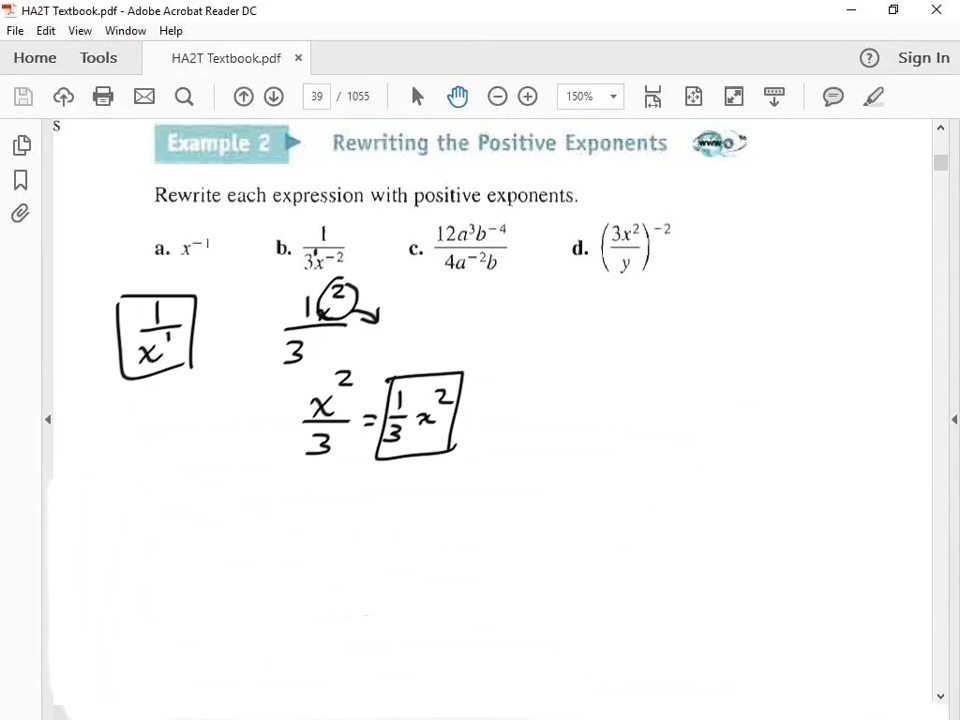 HA2T Textbook.pdf - Adobe Acrobat Reader DC
File Edit View Window Help
Home Tools HA2T Textbook.pdf × ? Sign In
39 / 1055 150%
S
Example 2 Rewriting the Positive Exponents www
Rewrite each expression with positive exponents.
a. x⁻¹ b. 1/(3¹x⁻²) c. (12a³b⁻⁴)/(4a⁻²b) d. (3x²/y)⁻²
1/x¹ 1x²/3
x²/3 = 1/3 x²